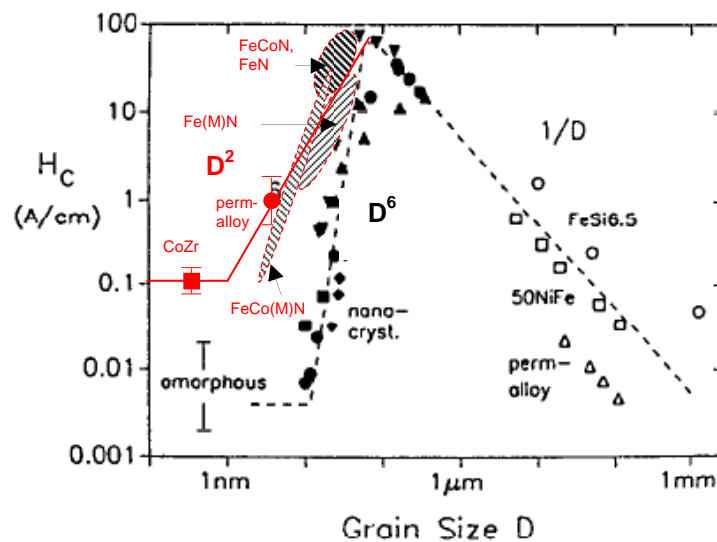 100
FeCoN,
FeN
10
Fe(M)N
1/D
H_C
(A/cm)
D²
D⁶
1
perm-
alloy
FeSi6.5
CoZr
0.1
FeCo(M)N
nano-
cryst.
50NiFe
0.01
amorphous
perm-
alloy
0.001
1nm
1µm
1mm
Grain Size D